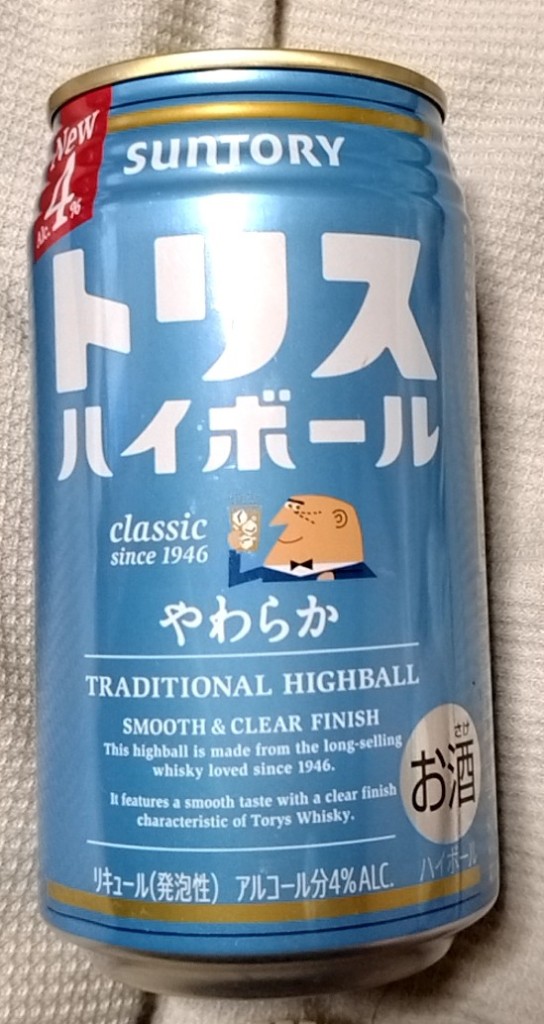 New
Alc. 4%
SUNTORY
トリス
ハイボール
classic
since 1946
やわらか
TRADITIONAL HIGHBALL
SMOOTH & CLEAR FINISH
This highball is made from the long-selling
whisky loved since 1946.
It features a smooth taste with a clear finish
characteristic of Torys Whisky.
さけ
お酒
ハイボール
リキュール(発泡性) アルコール分4%ALC.